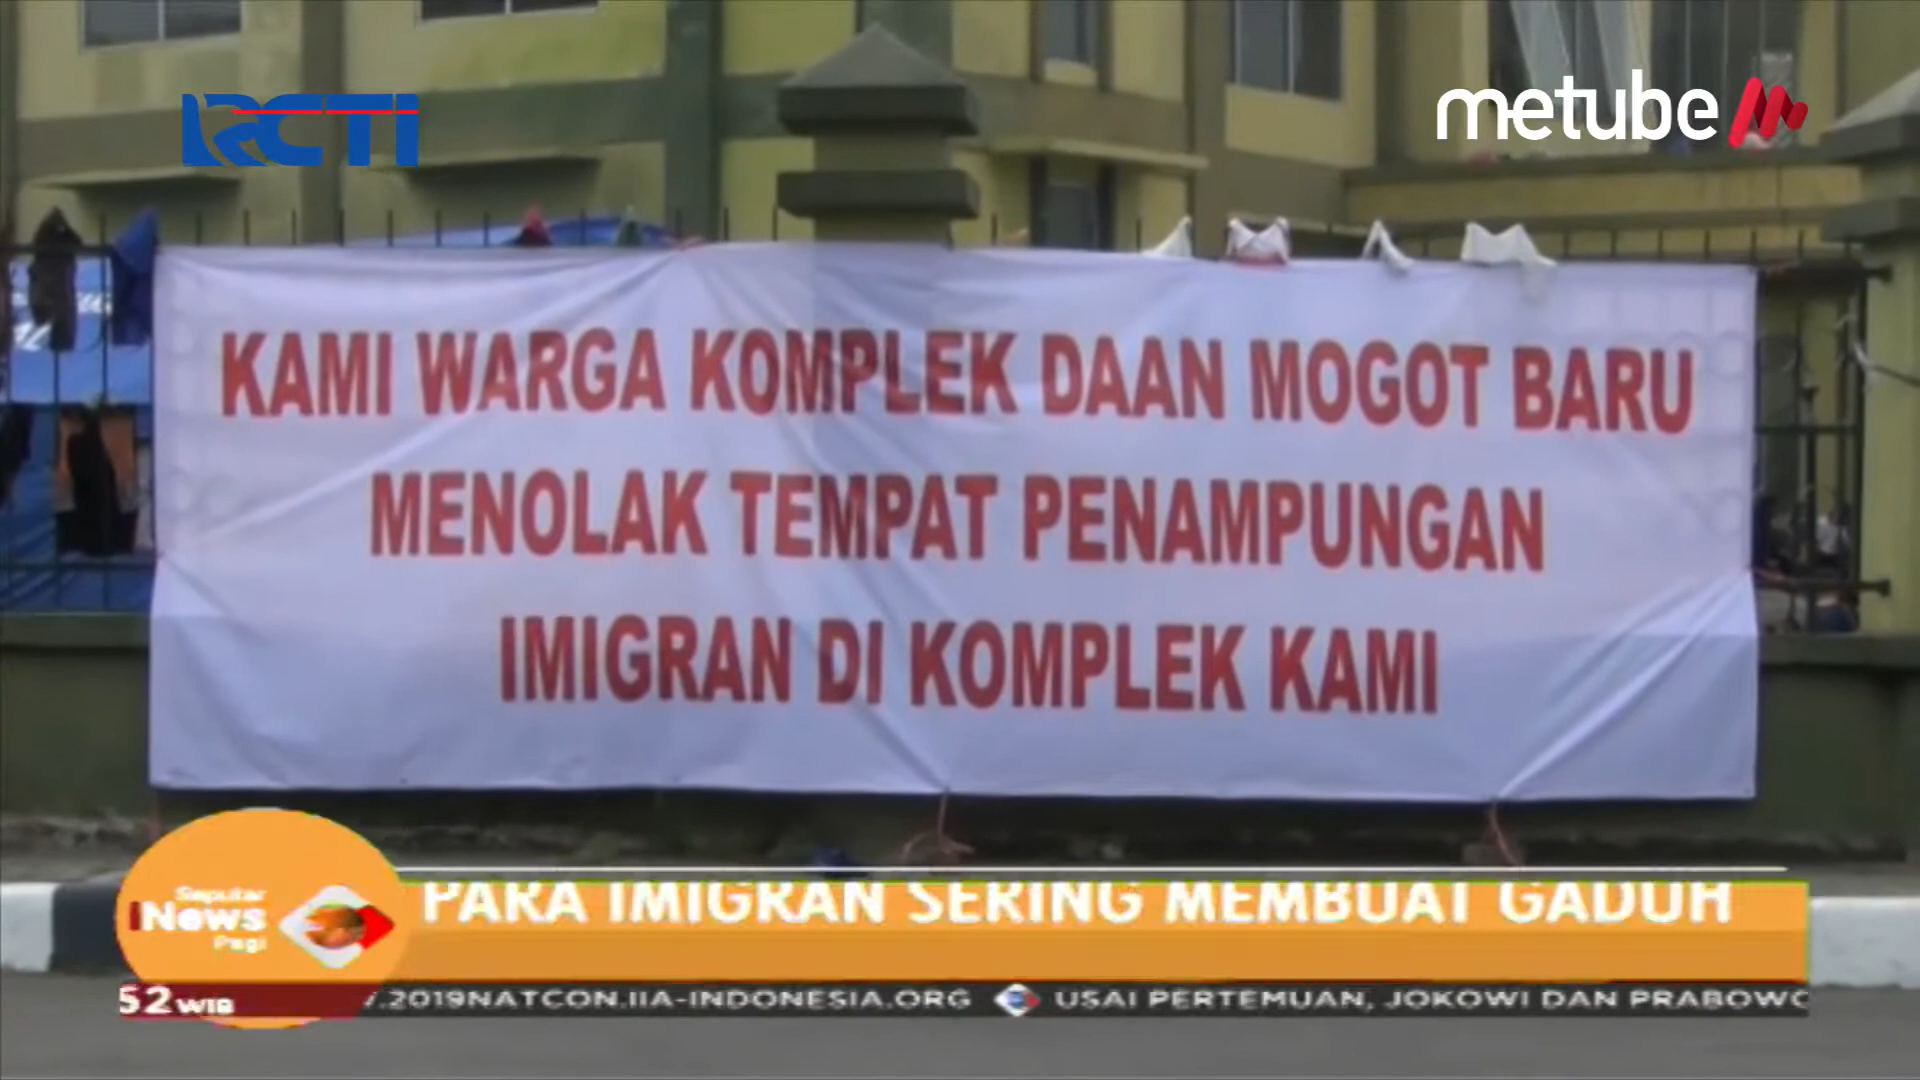 RCTI
metube
KAMI WARGA KOMPLEK DAAN MOGOT BARU
MENOLAK TEMPAT PENAMPUNGAN
IMIGRAN DI KOMPLEK KAMI
PARA IMIGRAN SERING MEMBUAT GADUH
Seputar
iNews
Pagi
52 WIB
.2019NATCON.IIA-INDONESIA.ORG USAI PERTEMUAN, JOKOWI DAN PRABOWO